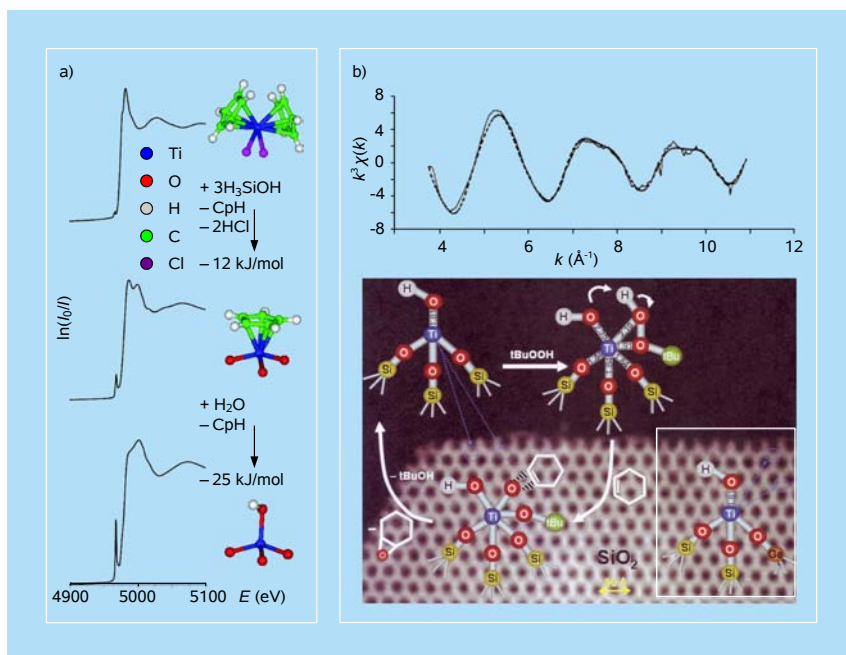 a)
Ti
O
H
C
Cl
+ 3H₃SiOH
– CpH
– 2HCl
– 12 kJ/mol
ln(I₀/I)
+ H₂O
– CpH
– 25 kJ/mol
4900 5000 5100
E (eV)
b)
8
4
0
-4
-8
k³χ(k)
4 6 8 10 12
k (Å⁻¹)
H
O
Ti
O O O
Si Si Si
tBuOOH
H
H O O
Ti O tBu
O O O
Si Si Si
– tBuOH
–
O
H O O
Ti O tBu
O O O
Si Si Si
SiO₂
H
O
Ti
O O O
Si Si Ge